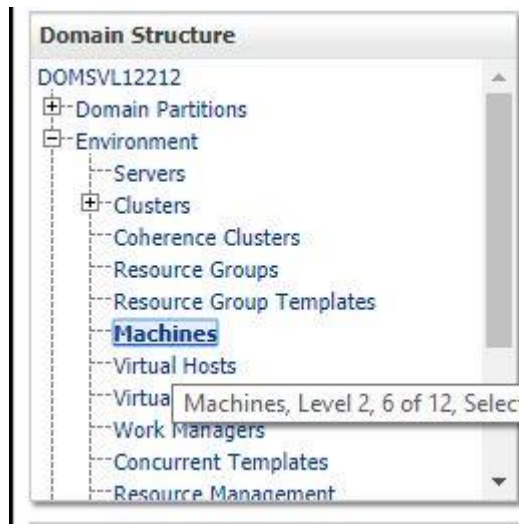 Domain Structure
DOMSVL12212
Domain Partitions
Environment
Servers
Clusters
Coherence Clusters
Resource Groups
Resource Group Templates
Machines
Virtual Hosts
Virtua
Machines, Level 2, 6 of 12, Selec
Work Managers
Concurrent Templates
Resource Management